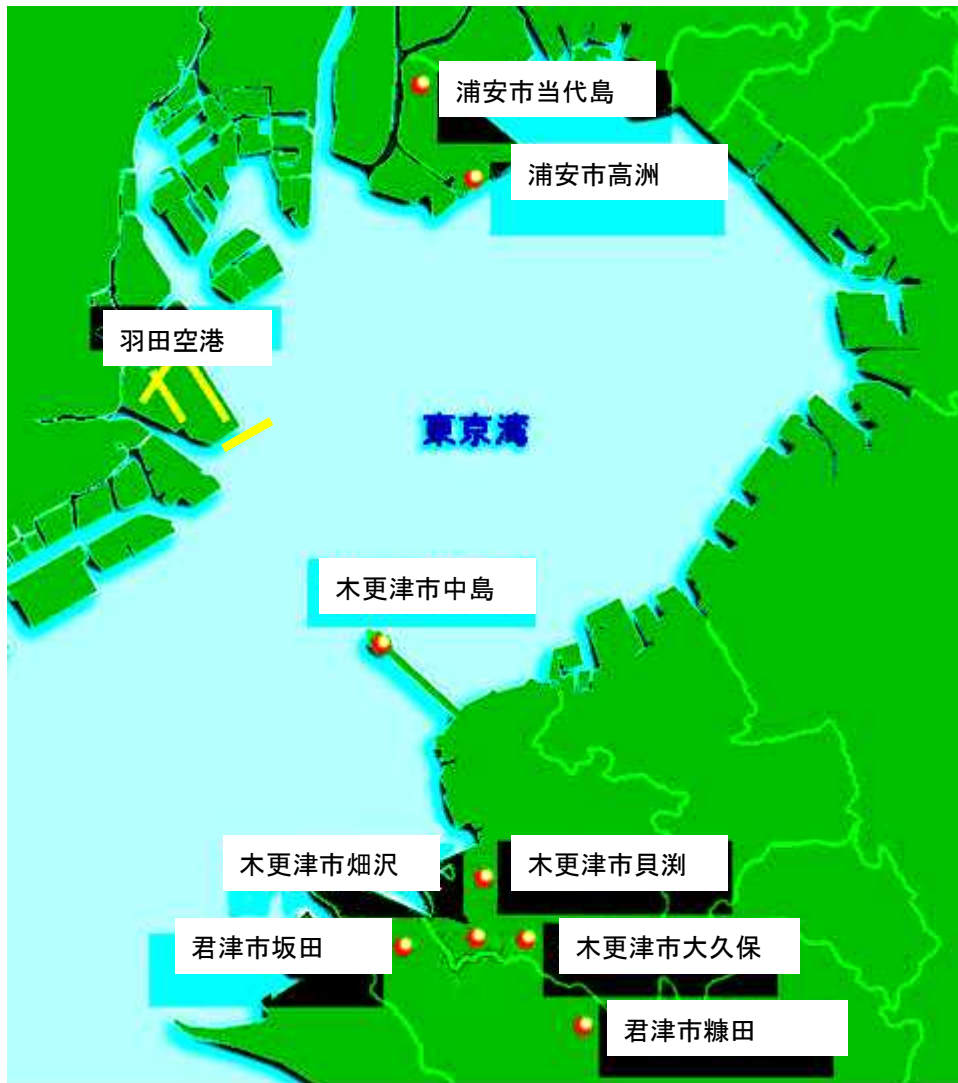 浦安市当代島
浦安市高洲
羽田空港
東京湾
木更津市中島
木更津市畑沢
木更津市貝渕
君津市坂田
木更津市大久保
君津市糠田